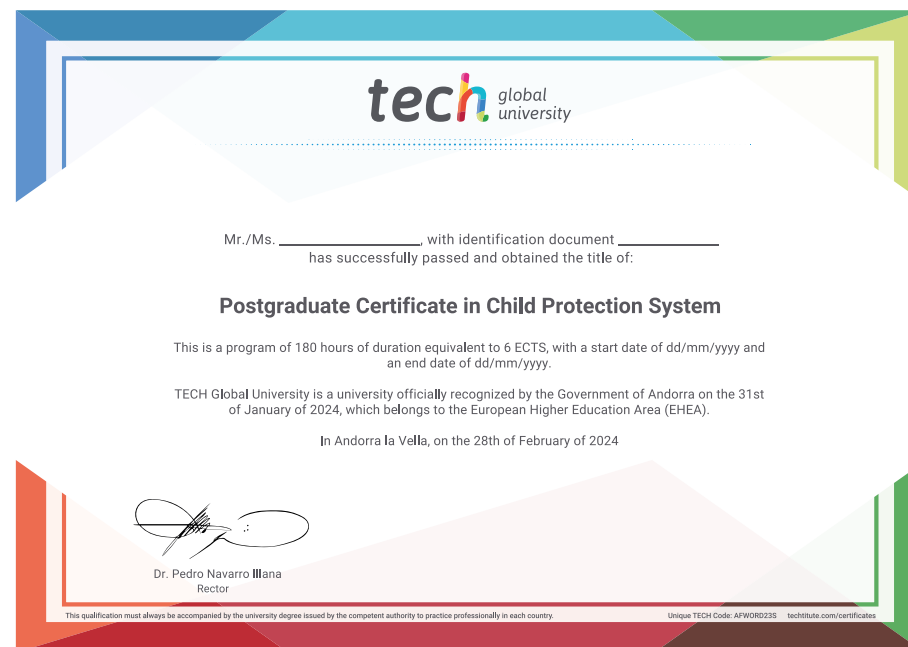 tech global university
Mr./Ms. ____________________, with identification document ______________
has successfully passed and obtained the title of:
Postgraduate Certificate in Child Protection System
This is a program of 180 hours of duration equivalent to 6 ECTS, with a start date of dd/mm/yyyy and
an end date of dd/mm/yyyy.
TECH Global University is a university officially recognized by the Government of Andorra on the 31st
of January of 2024, which belongs to the European Higher Education Area (EHEA).
In Andorra la Vella, on the 28th of February of 2024
Dr. Pedro Navarro Illana
Rector
This qualification must always be accompanied by the university degree issued by the competent authority to practice professionally in each country. Unique TECH Code: AFWORD23S techtitute.com/certificates